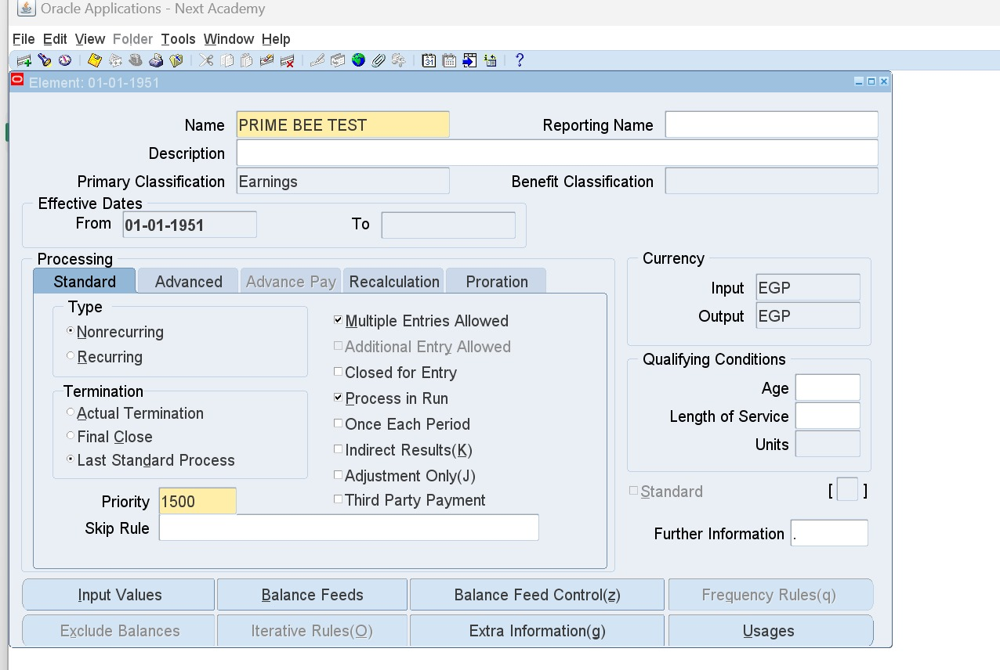 Oracle Applications - Next Academy
File Edit View Folder Tools Window Help
Element: 01-01-1951
Name PRIME BEE TEST Reporting Name
Description
Primary Classification Earnings Benefit Classification
Effective Dates
From 01-01-1951 To
Processing
Standard Advanced Advance Pay Recalculation Proration
Type
Nonrecurring
Recurring
Termination
Actual Termination
Final Close
Last Standard Process
Priority 1500
Skip Rule
Multiple Entries Allowed
Additional Entry Allowed
Closed for Entry
Process in Run
Once Each Period
Indirect Results(K)
Adjustment Only(J)
Third Party Payment
Currency
Input EGP
Output EGP
Qualifying Conditions
Age
Length of Service
Units
Standard [ ]
Further Information .
Input Values Balance Feeds Balance Feed Control(z) Frequency Rules(q)
Exclude Balances Iterative Rules(O) Extra Information(g) Usages